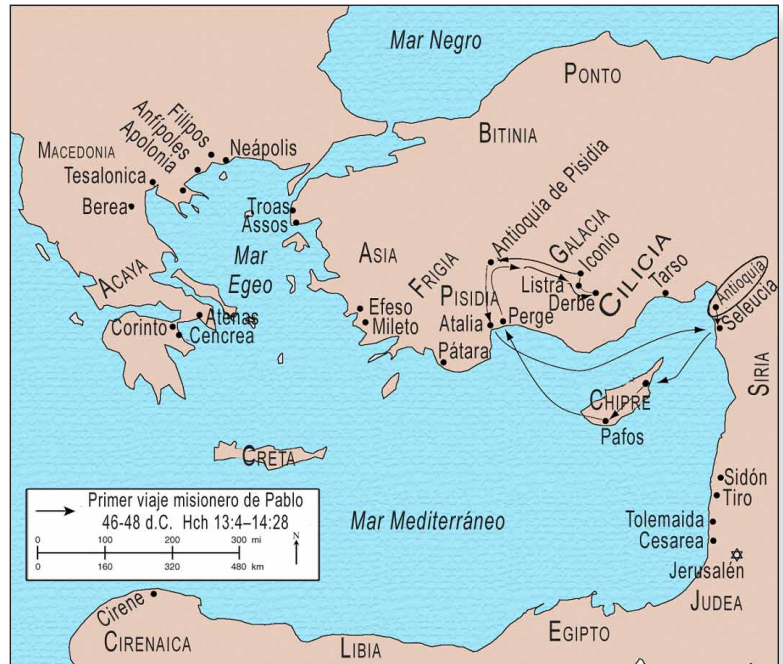 Mar Negro
PONTO
BITINIA
MACEDONIA
Filipos
Anfípoles
Apolonia
Neápolis
Tesalonica
Berea
Troas
Assos
Mar
Egeo
ACAYA
ASIA
FRIGIA
Antioquía de Pisidia
GALACIA
Iconio
Listra
Derbe
CILICIA
Tarso
Antioquía
Seleucia
PISIDIA
Atalia
Perge
Efeso
Mileto
Pátara
Corinto
Atenas
Cencrea
CHIPRE
Pafos
SIRIA
CRETA
Sidón
Tiro
Mar Mediterráneo
Tolemaida
Cesarea
Jerusalén
JUDEA
Primer viaje misionero de Pablo
46-48 d.C. Hch 13:4–14:28
0 100 200 300 mi
0 160 320 480 km
N
Cirene
CIRENAICA
LIBIA
EGIPTO